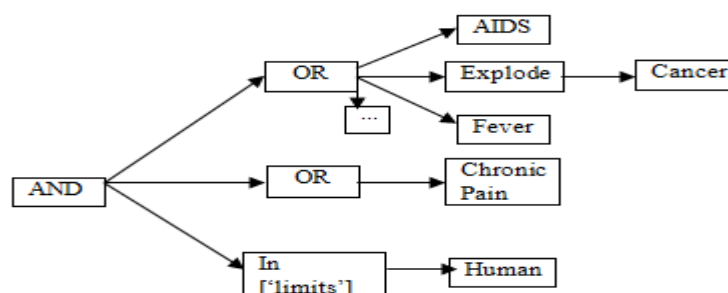 AIDS
OR
Explode
Cancer
...
Fever
AND
OR
Chronic
Pain
In
['limits']
Human